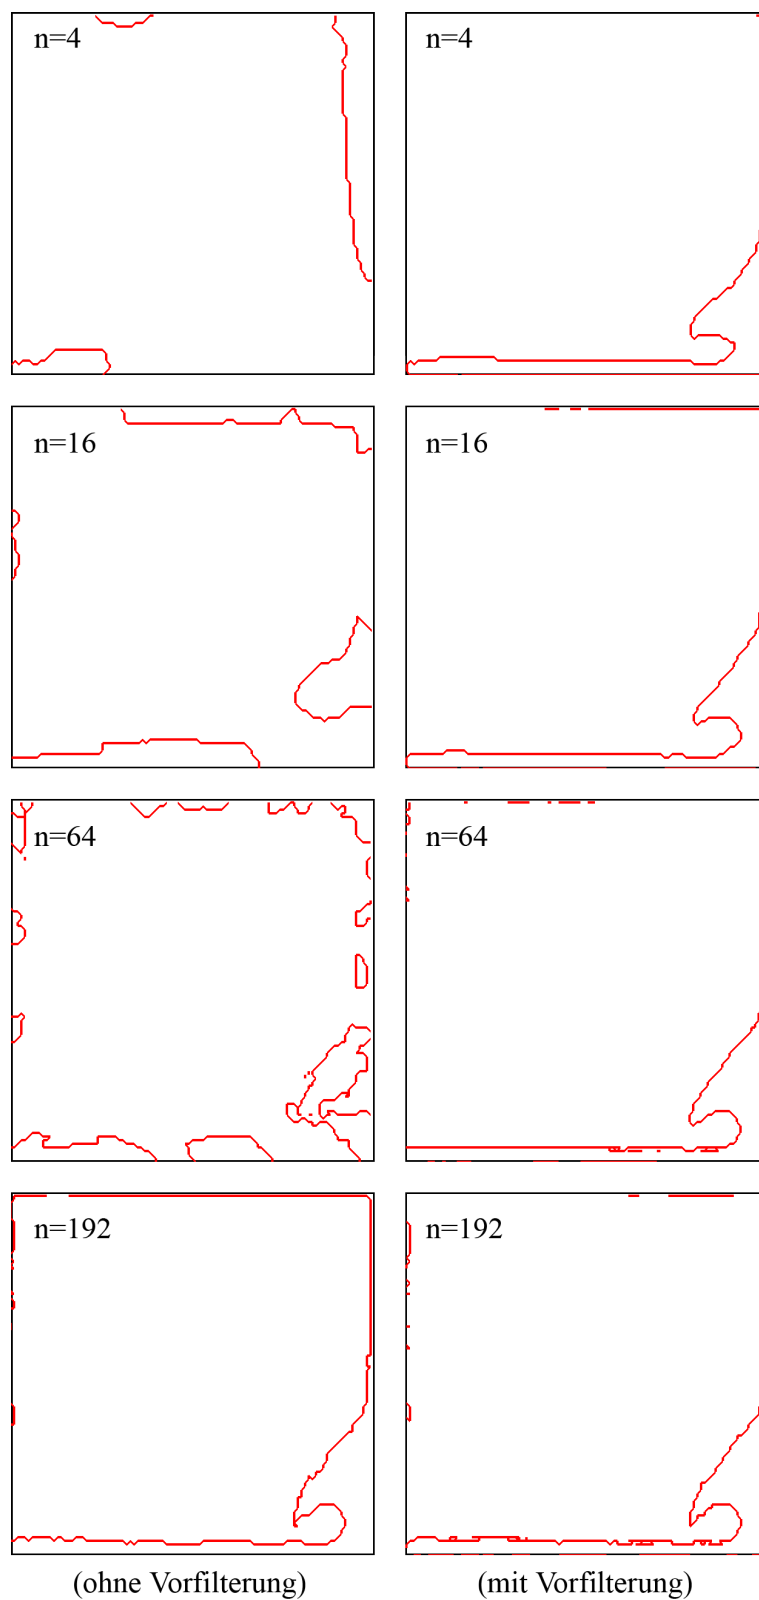 n=4
n=4
n=16
n=16
n=64
n=64
n=192
n=192
(ohne Vorfilterung)
(mit Vorfilterung)